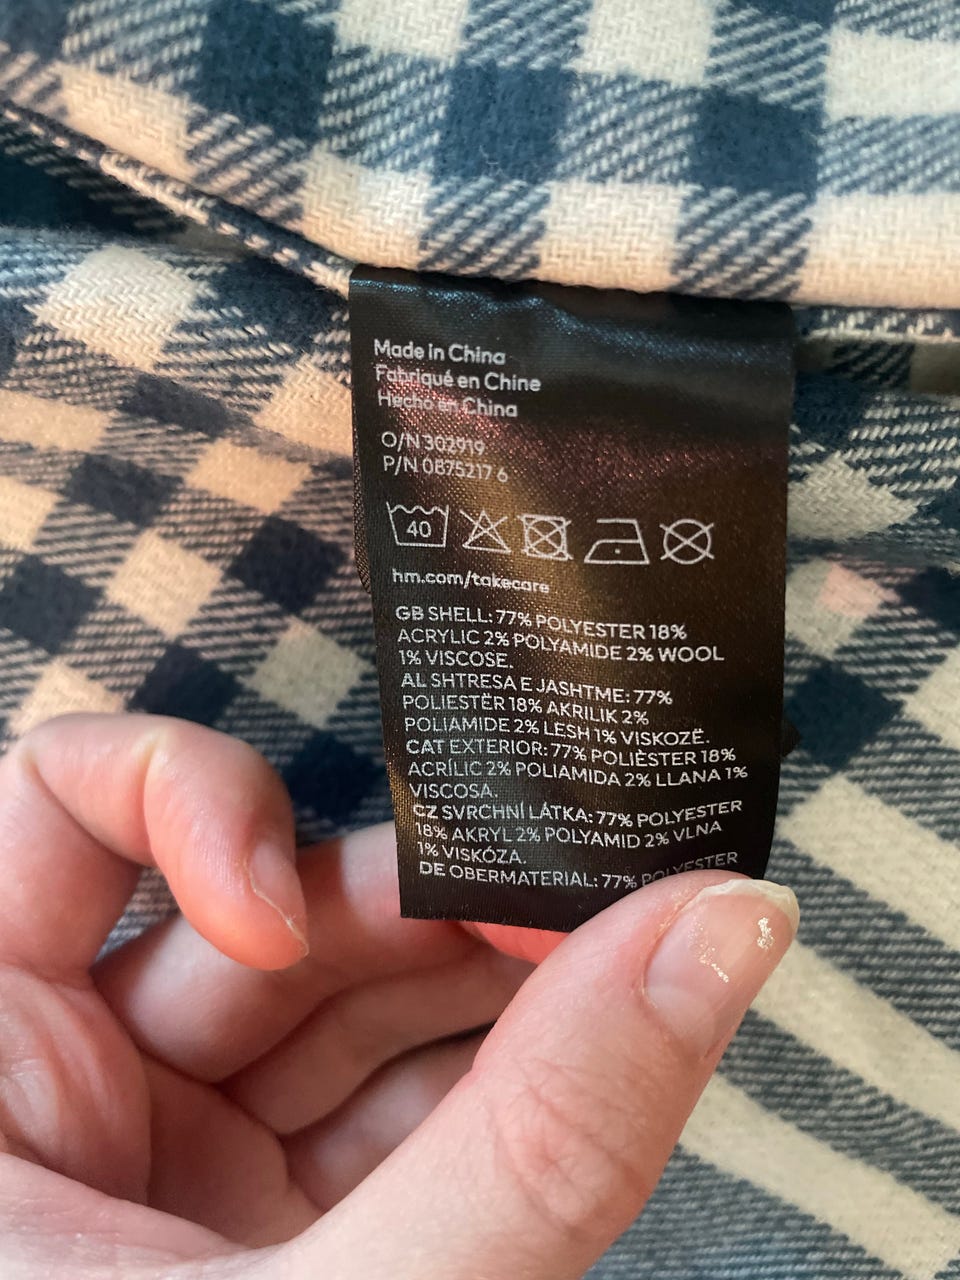 Made in China
Fabriqué en Chine
Hecho en China
O/N 302919
P/N 0875217 6
40
hm.com/takecare
GB SHELL: 77% POLYESTER 18%
ACRYLIC 2% POLYAMIDE 2% WOOL
1% VISCOSE.
AL SHTRESA E JASHTME: 77%
POLIESTËR 18% AKRILIK 2%
POLIAMIDE 2% LESH 1% VISKOZË.
CAT EXTERIOR: 77% POLIÈSTER 18%
ACRÍLIC 2% POLIAMIDA 2% LLANA 1%
VISCOSA.
CZ SVRCHNÍ LÁTKA: 77% POLYESTER
18% AKRYL 2% POLYAMID 2% VLNA
1% VISKÓZA.
DE OBERMATERIAL: 77% POLYESTER